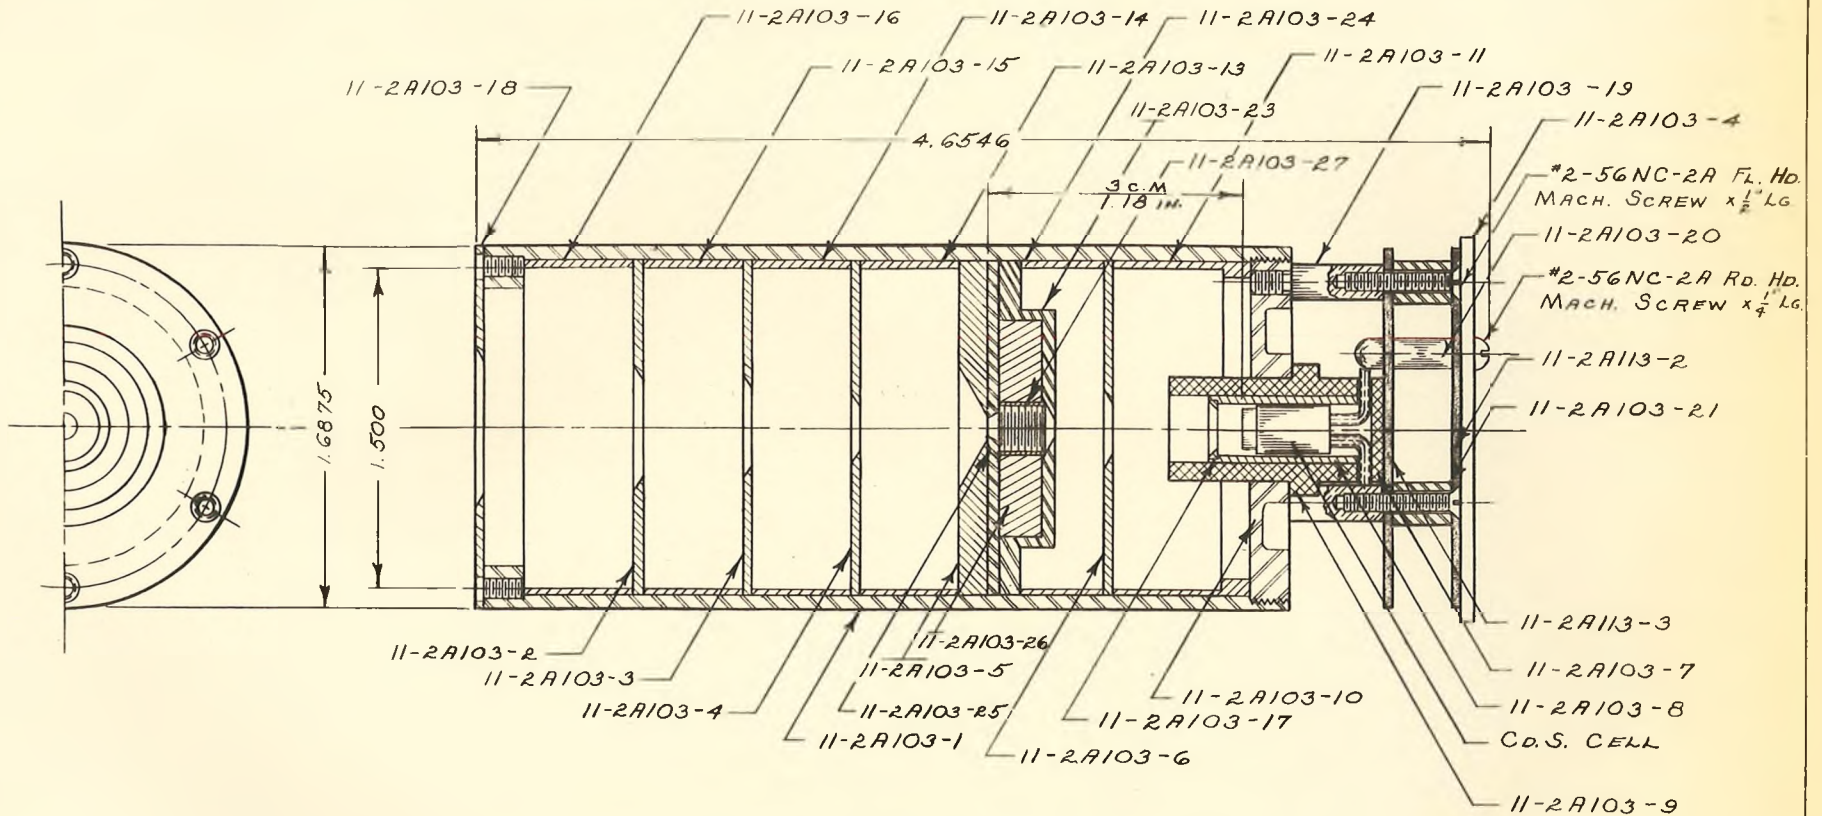 11-2A103-16
11-2A103-14
11-2A103-24
11-2A103-15
11-2A103-13
11-2A103-11
11-2A103-18
11-2A103-23
11-2A103-19
11-2A103-4
4.6546
11-2A103-27
#2-56NC-2A FL. HD.
MACH. SCREW x 1/2" LG
3 C.M
1.18 IN.
11-2A103-20
#2-56NC-2A RD. HD.
MACH. SCREW x 1/4" LG.
11-2A113-2
11-2A103-21
1.6875
1.500
11-2A103-2
11-2A103-3
11-2A103-4
11-2A103-26
11-2A103-5
11-2A103-25
11-2A103-1
11-2A103-6
11-2A103-10
11-2A103-17
11-2A113-3
11-2A103-7
11-2A103-8
CD.S. CELL
11-2A103-9